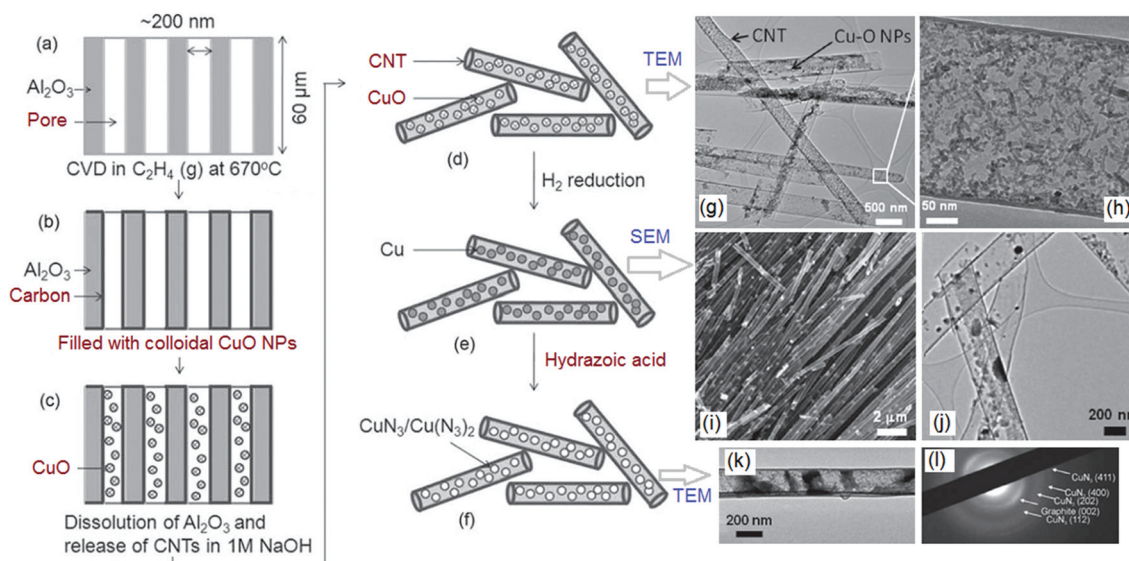 ~200 nm
(a)
Al₂O₃
Pore
60 μm
CVD in C₂H₄ (g) at 670ºC
(b)
Al₂O₃
Carbon
Filled with colloidal CuO NPs
(c)
CuO
Dissolution of Al₂O₃ and
release of CNTs in 1M NaOH
CNT
CuO
(d)
TEM
H₂ reduction
Cu
SEM
(e)
Hydrazoic acid
CuN₃/Cu(N₃)₂
(f)
TEM
CNT
Cu-O NPs
(g)
500 nm
50 nm
(h)
(i)
2 μm
(j)
200 nm
(k)
200 nm
(l)
CuN₃ (411)
CuN₃ (400)
CuN₃ (202)
Graphite (002)
CuN₃ (112)